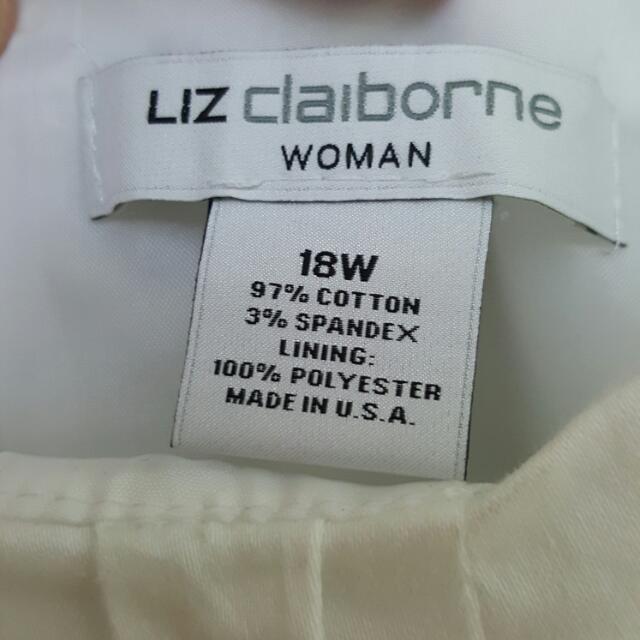 LIZ claiborne
WOMAN
18W
97% COTTON
3% SPANDEX
LINING:
100% POLYESTER
MADE IN U.S.A.